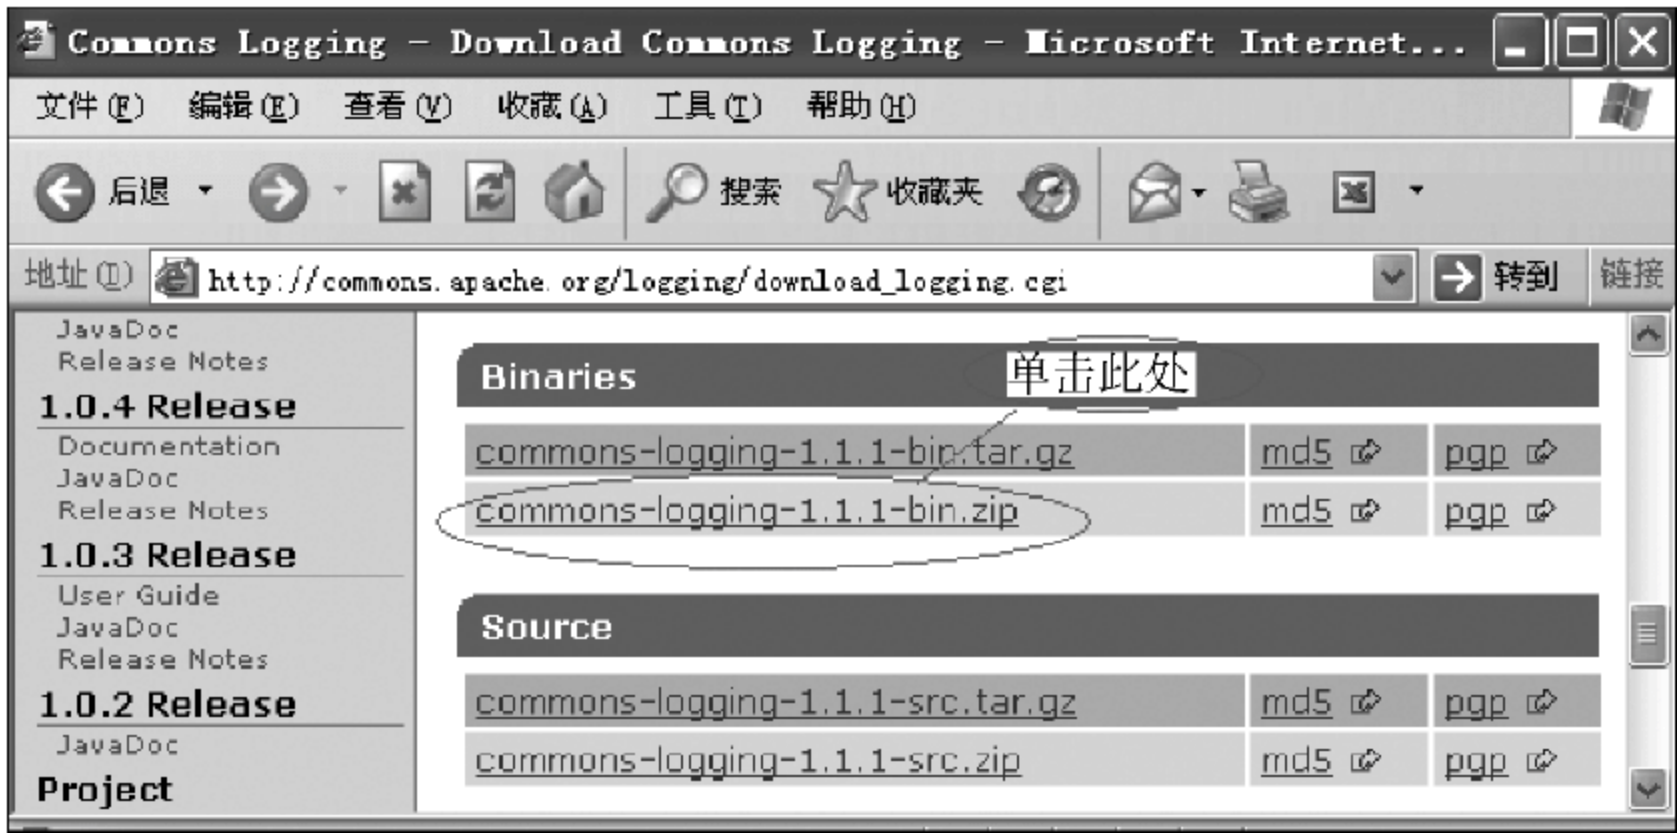 Commons Logging - Download Commons Logging - Microsoft Internet...
文件(F) 编辑(E) 查看(V) 收藏(A) 工具(T) 帮助(H)
后退 搜索 收藏夹
地址(D) http://commons.apache.org/logging/download_logging.cgi 转到 链接
JavaDoc
Release Notes
1.0.4 Release
Documentation
JavaDoc
Release Notes
1.0.3 Release
User Guide
JavaDoc
Release Notes
1.0.2 Release
JavaDoc
Project
Binaries 单击此处
commons-logging-1.1.1-bin.tar.gz md5 pgp
commons-logging-1.1.1-bin.zip md5 pgp
Source
commons-logging-1.1.1-src.tar.gz md5 pgp
commons-logging-1.1.1-src.zip md5 pgp